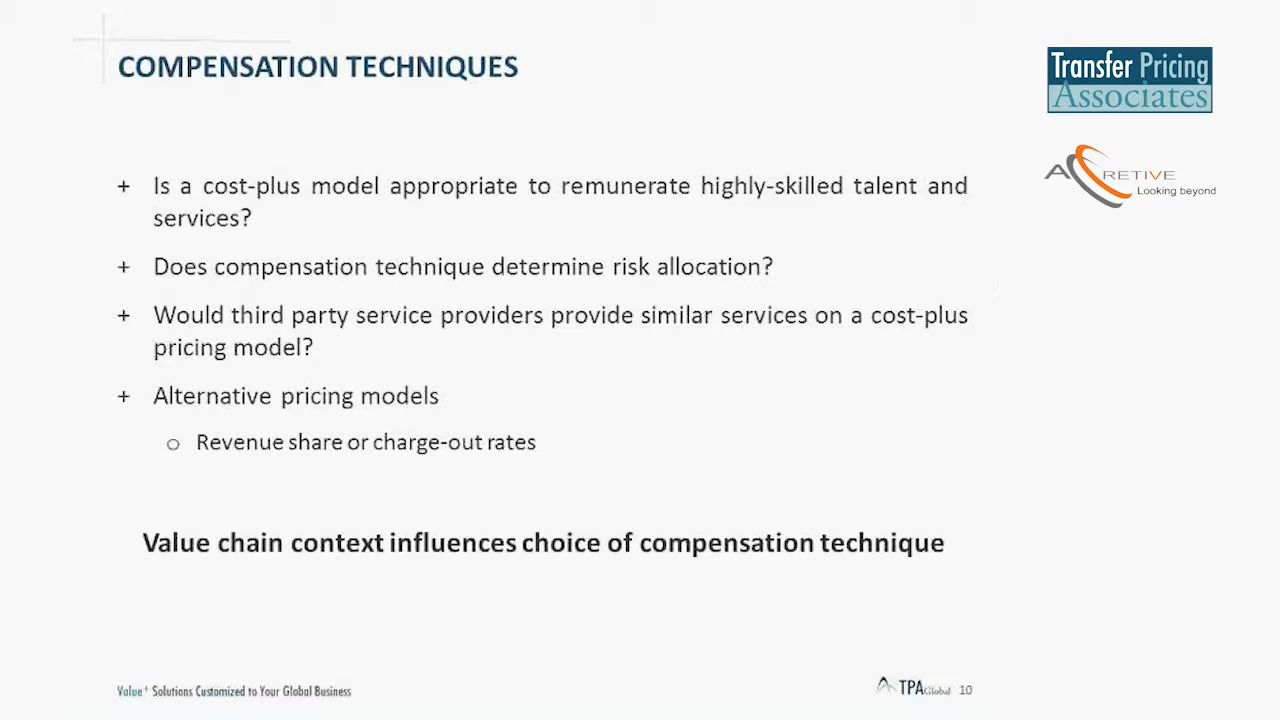 COMPENSATION TECHNIQUES
Transfer Pricing
Associates
ACCRETIVE
Looking beyond
+ Is a cost-plus model appropriate to remunerate highly-skilled talent and
services?
+ Does compensation technique determine risk allocation?
+ Would third party service providers provide similar services on a cost-plus
pricing model?
+ Alternative pricing models
o Revenue share or charge-out rates
Value chain context influences choice of compensation technique
Value+ Solutions Customized to Your Global Business
TPA Global 10